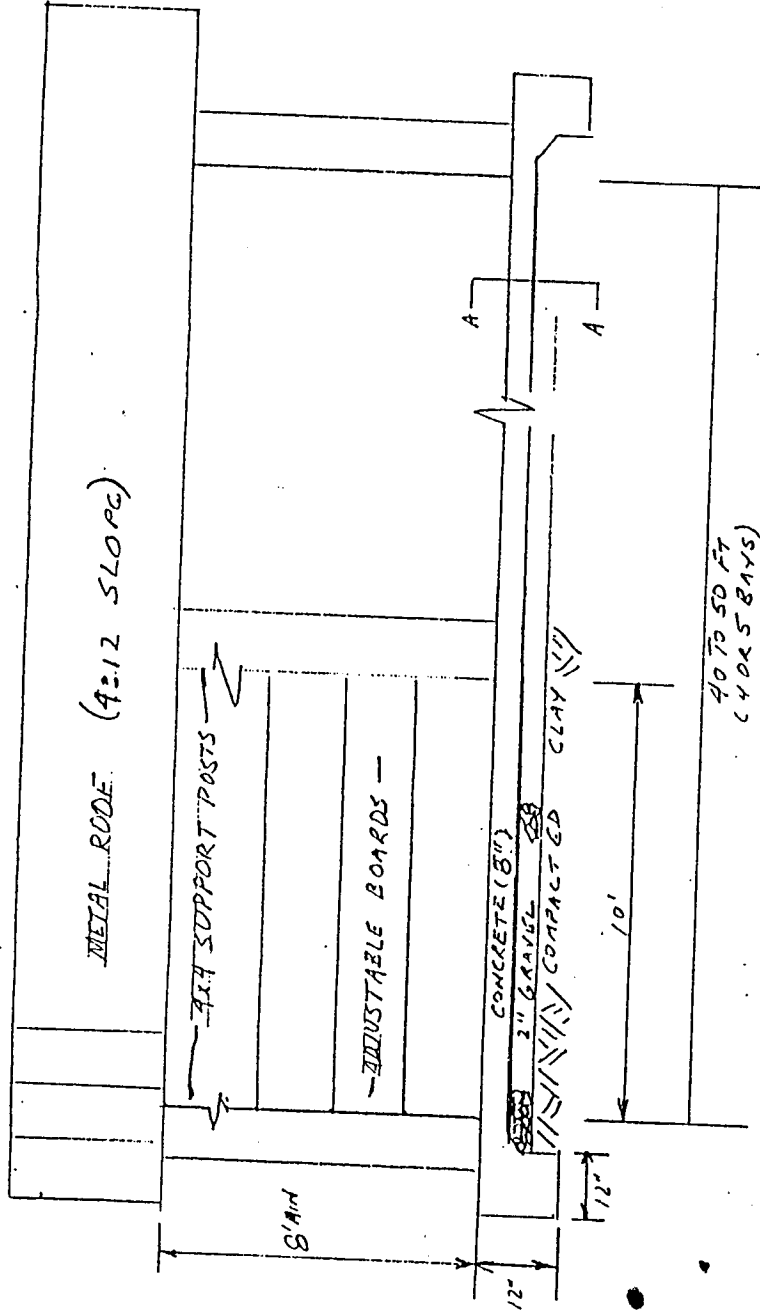 METAL ROOF (4:12 SLOPE)
4x4 SUPPORT POSTS
ADJUSTABLE BOARDS
8' MIN
CONCRETE (8")
2" GRAVEL
COMPACTED CLAY
12"
12"
10'
A
A
40 TO 50 FT
(4 OR 5 BAYS)